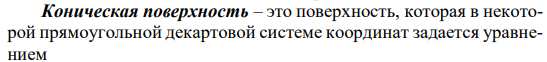 Коническая поверхность – это поверхность, которая в некото-
рой прямоугольной декартовой системе координат задается уравне-
нием